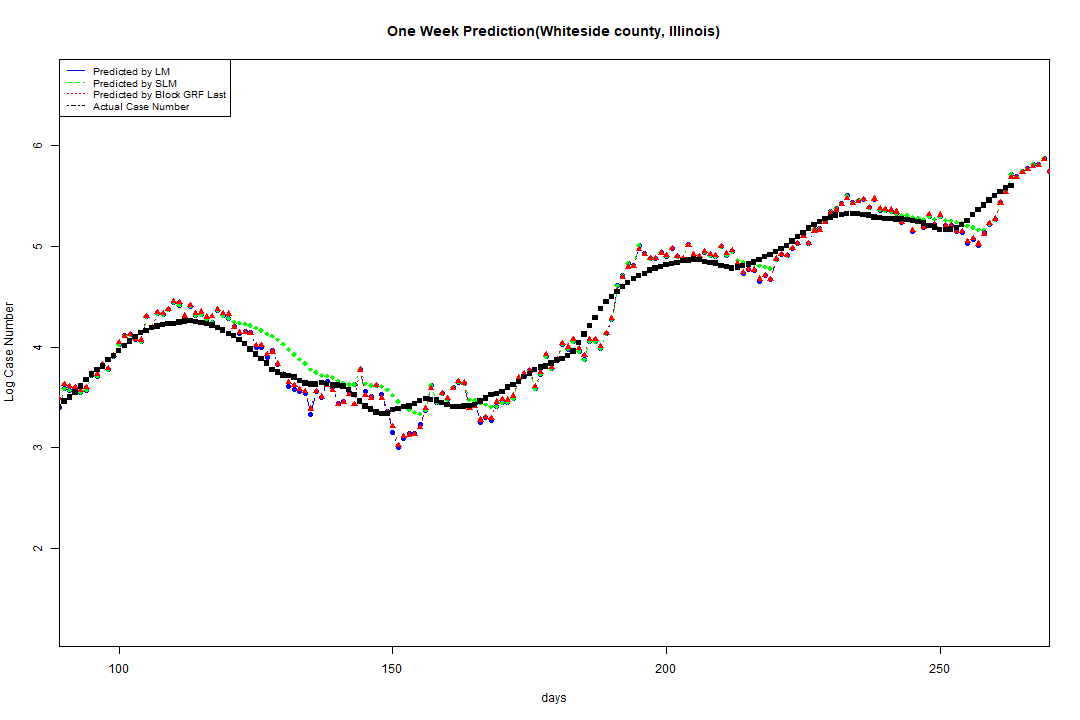 One Week Prediction(Whiteside county, Illinois)
Predicted by LM
Predicted by SLM
Predicted by Block GRF Last
Actual Case Number
6
5
4
3
2
Log Case Number
100 150 200 250
days